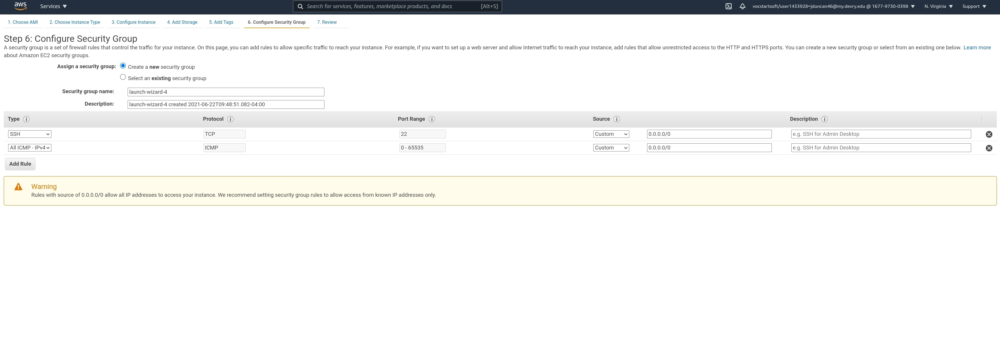 aws Services Search for services, features, marketplace products, and docs [Alt+S] vocstartsoft/user1433928=jduncan46@my.devry.edu @ 1677-9730-0398 N. Virginia Support
1. Choose AMI 2. Choose Instance Type 3. Configure Instance 4. Add Storage 5. Add Tags 6. Configure Security Group 7. Review
Step 6: Configure Security Group
A security group is a set of firewall rules that control the traffic for your instance. On this page, you can add rules to allow specific traffic to reach your instance. For example, if you want to set up a web server and allow Internet traffic to reach your instance, add rules that allow unrestricted access to the HTTP and HTTPS ports. You can create a new security group or select from an existing one below. Learn more
about Amazon EC2 security groups.
Assign a security group: Create a new security group
Select an existing security group
Security group name: launch-wizard-4
Description: launch-wizard-4 created 2021-06-22T09:48:51.082-04:00
Type i Protocol i Port Range i Source i Description i
SSH TCP 22 Custom 0.0.0.0/0 e.g. SSH for Admin Desktop
All ICMP - IPv4 ICMP 0 - 65535 Custom 0.0.0.0/0 e.g. SSH for Admin Desktop
Add Rule
Warning
Rules with source of 0.0.0.0/0 allow all IP addresses to access your instance. We recommend setting security group rules to allow access from known IP addresses only.